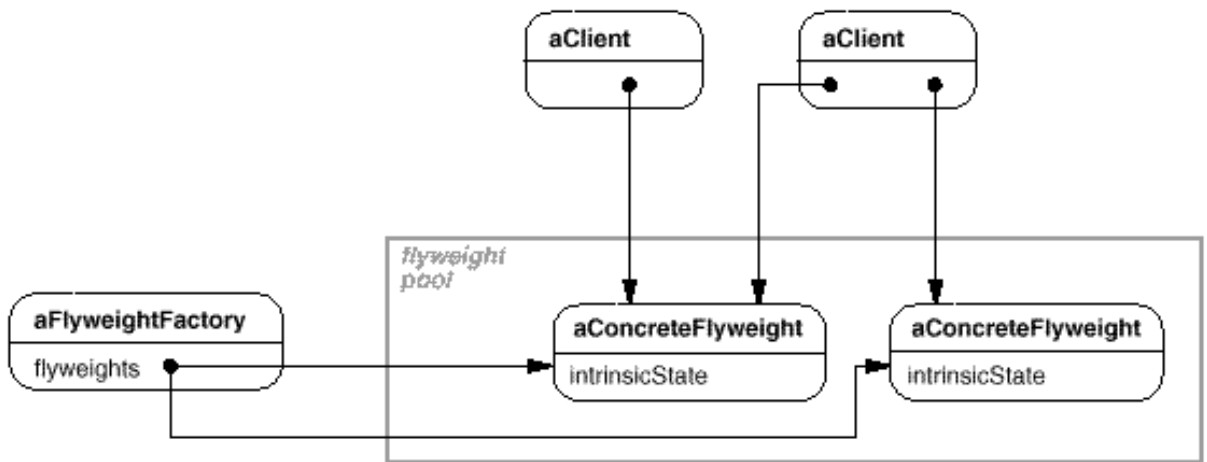 aClient
aClient
flyweight
pool
aFlyweightFactory
flyweights
aConcreteFlyweight
intrinsicState
aConcreteFlyweight
intrinsicState